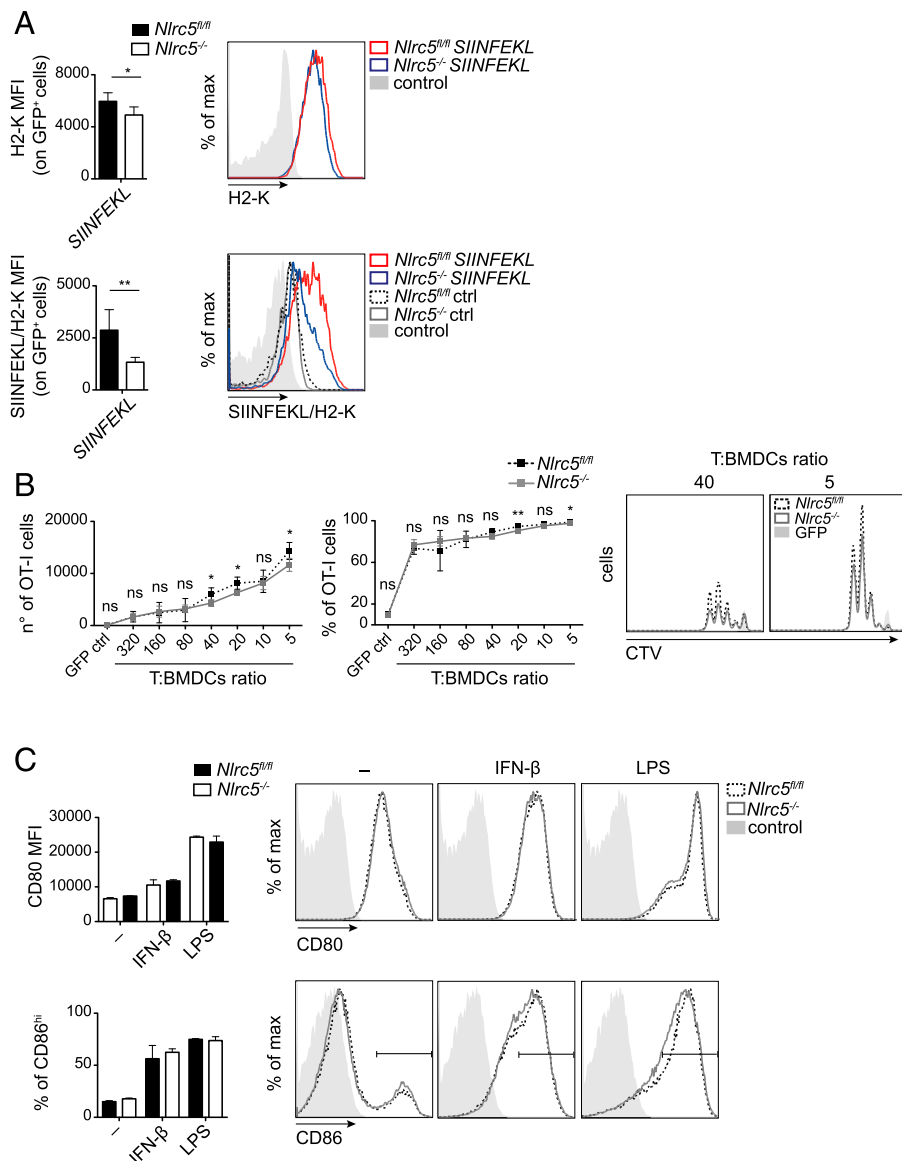 A
Nlrc5fl/fl
Nlrc5-/-
H2-K MFI
(on GFP+ cells)
8000
4000
0
*
SIINFEKL
% of max
H2-K
Nlrc5fl/fl SIINFEKL
Nlrc5-/- SIINFEKL
control
SIINFEKL/H2-K MFI
(on GFP+ cells)
5000
2500
0
**
SIINFEKL
% of max
SIINFEKL/H2-K
Nlrc5fl/fl SIINFEKL
Nlrc5-/- SIINFEKL
Nlrc5fl/fl ctrl
Nlrc5-/- ctrl
control
B
Nlrc5fl/fl
Nlrc5-/-
n° of OT-I cells
20000
10000
0
ns ns ns ns * * ns *
GFP ctrl 320 160 80 40 20 10 5
T:BMDCs ratio
% of OT-I cells
100
60
0
ns ns ns ns ns ** ns *
GFP ctrl 320 160 80 40 20 10 5
T:BMDCs ratio
T:BMDCs ratio
40 5
Nlrc5fl/fl
Nlrc5-/-
GFP
cells
CTV
C
Nlrc5fl/fl
Nlrc5-/-
CD80 MFI
30000
20000
10000
0
– IFN-β LPS
– IFN-β LPS
% of max
CD80
Nlrc5fl/fl
Nlrc5-/-
control
% of CD86hi
100
50
0
– IFN-β LPS
% of max
CD86